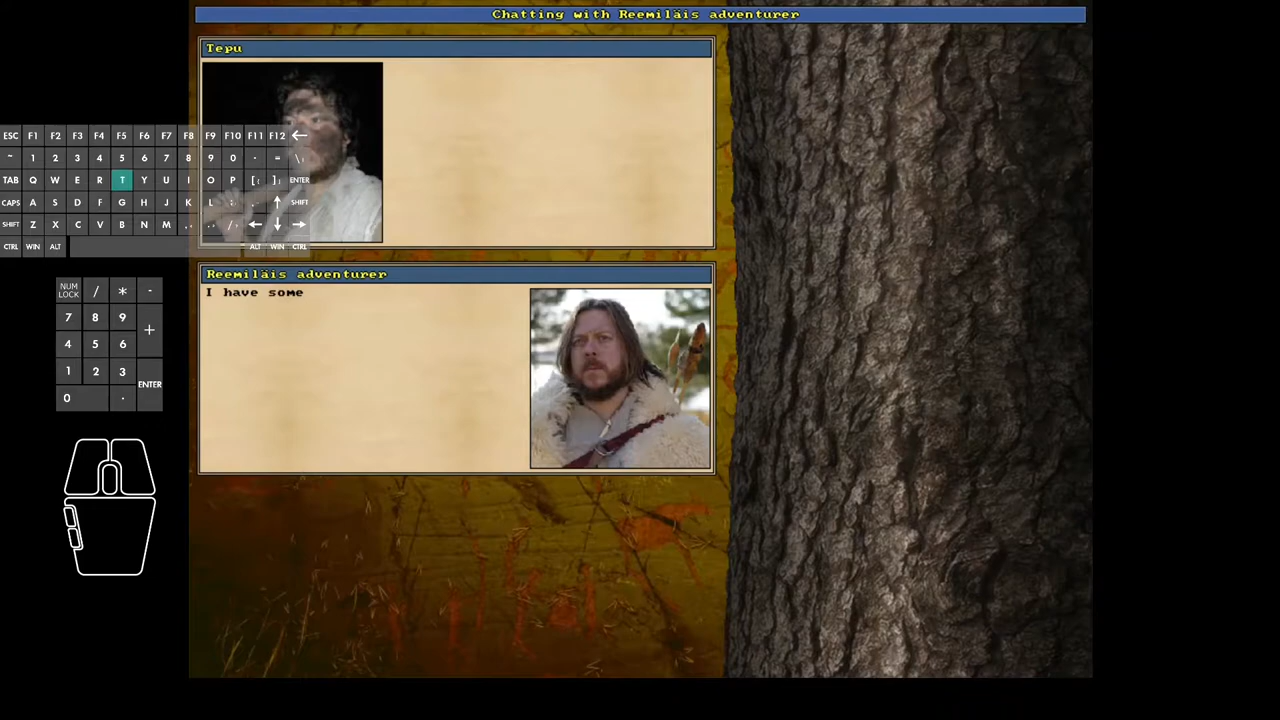 Chatting with Reemiläis adventurer
Tepu
ESC F1 F2 F3 F4 F5 F6 F7 F8 F9 F10 F11 F12
~ 1 2 3 4 5 6 7 8 9 0 - = \
TAB Q W E R T Y U I O P [ ] ENTER
CAPS A S D F G H J K L SHIFT
SHIFT Z X C V B N M
CTRL WIN ALT ALT WIN CTRL
Reemiläis adventurer
I have some
NUM LOCK / * -
7 8 9
+
4 5 6
1 2 3
ENTER
0 .